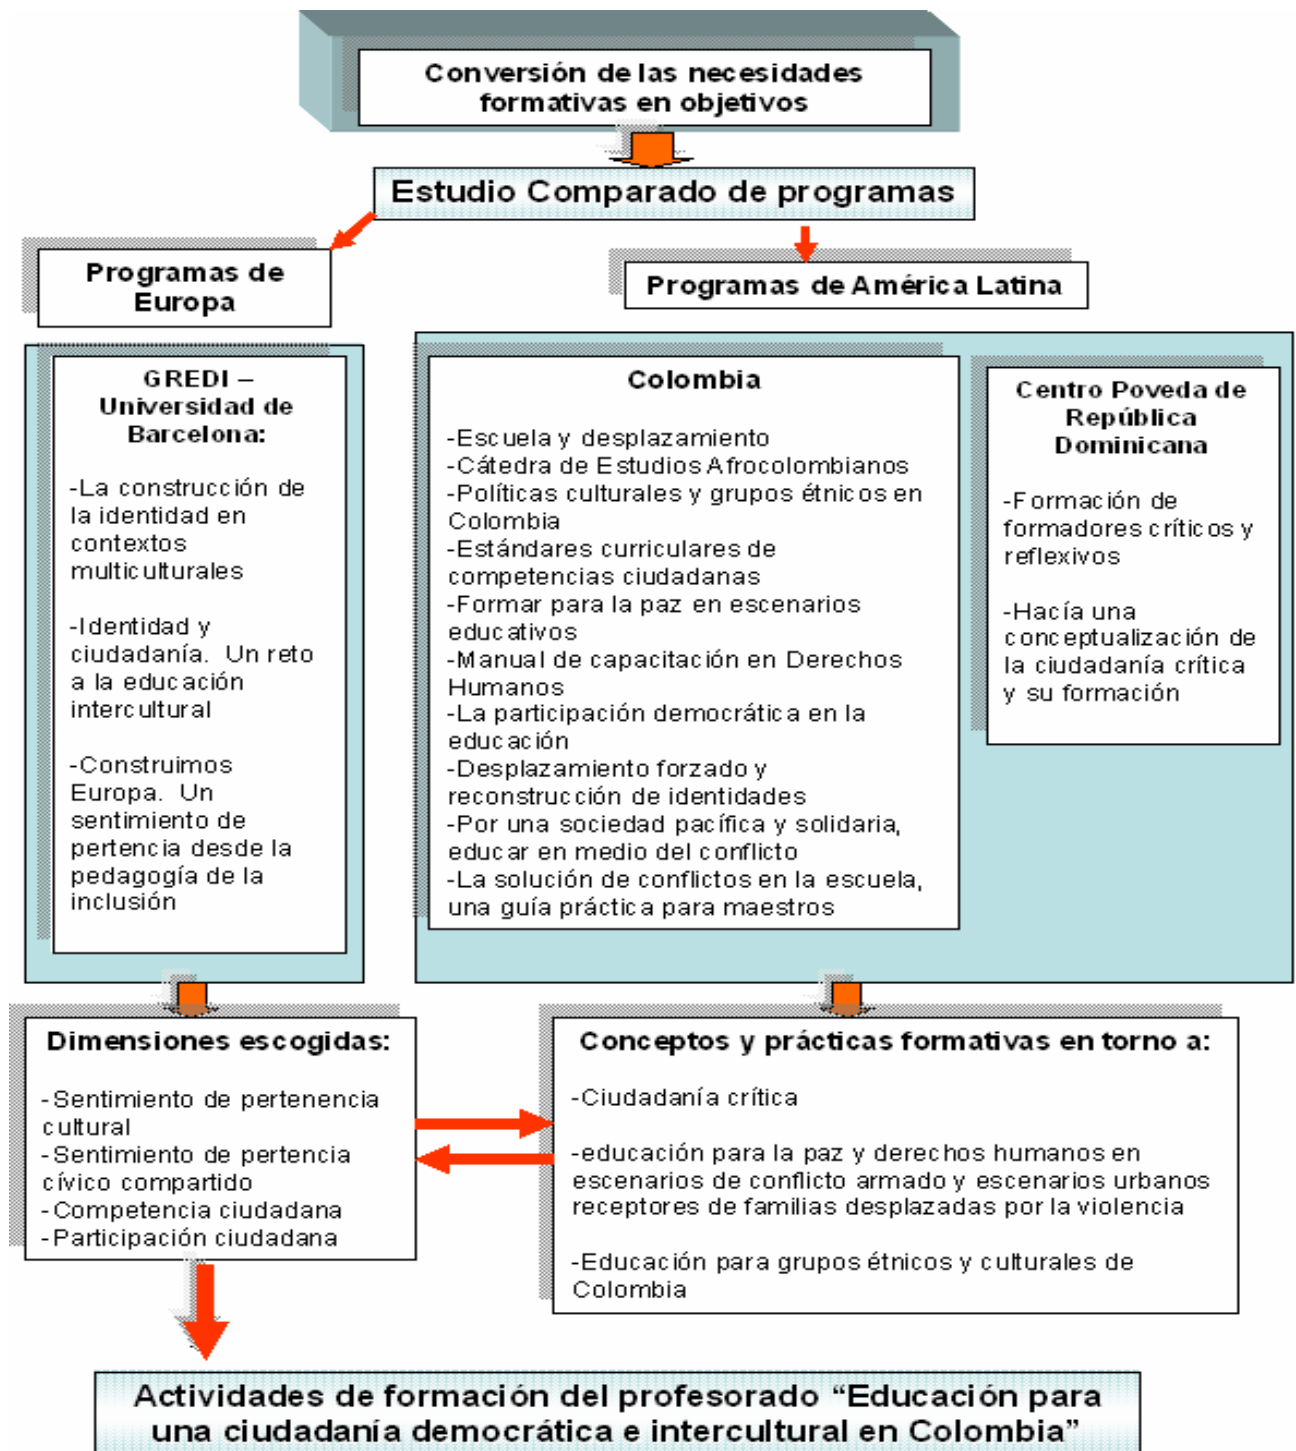 Conversión de las necesidades
formativas en objetivos
Estudio Comparado de programas
Programas de
Europa
Programas de América Latina
GREDI –
Universidad de
Barcelona:
-La construcción de
la identidad en
contextos
multiculturales
-Identidad y
ciudadanía. Un reto
a la educación
intercultural
-Construimos
Europa. Un
sentimiento de
pertencia desde la
pedagogía de la
inclusión
Colombia
-Escuela y desplazamiento
-Cátedra de Estudios Afrocolombianos
-Políticas culturales y grupos étnicos en
Colombia
-Estándares curriculares de
competencias ciudadanas
-Formar para la paz en escenarios
educativos
-Manual de capacitación en Derechos
Humanos
-La participación democrática en la
educación
-Desplazamiento forzado y
reconstrucción de identidades
-Por una sociedad pacífica y solidaria,
educar en medio del conflicto
-La solución de conflictos en la escuela,
una guía práctica para maestros
Centro Poveda de
República
Dominicana
-Formación de
formadores críticos y
reflexivos
-Hacía una
conceptualización de
la ciudadanía crítica
y su formación
Dimensiones escogidas:
-Sentimiento de pertenencia
cultural
-Sentimiento de pertencia
cívico compartido
-Competencia ciudadana
-Participación ciudadana
Conceptos y prácticas formativas en torno a:
-Ciudadanía crítica
-educación para la paz y derechos humanos en
escenarios de conflicto armado y escenarios urbanos
receptores de familias desplazadas por la violencia
-Educación para grupos étnicos y culturales de
Colombia
Actividades de formación del profesorado “Educación para
una ciudadanía democrática e intercultural en Colombia”